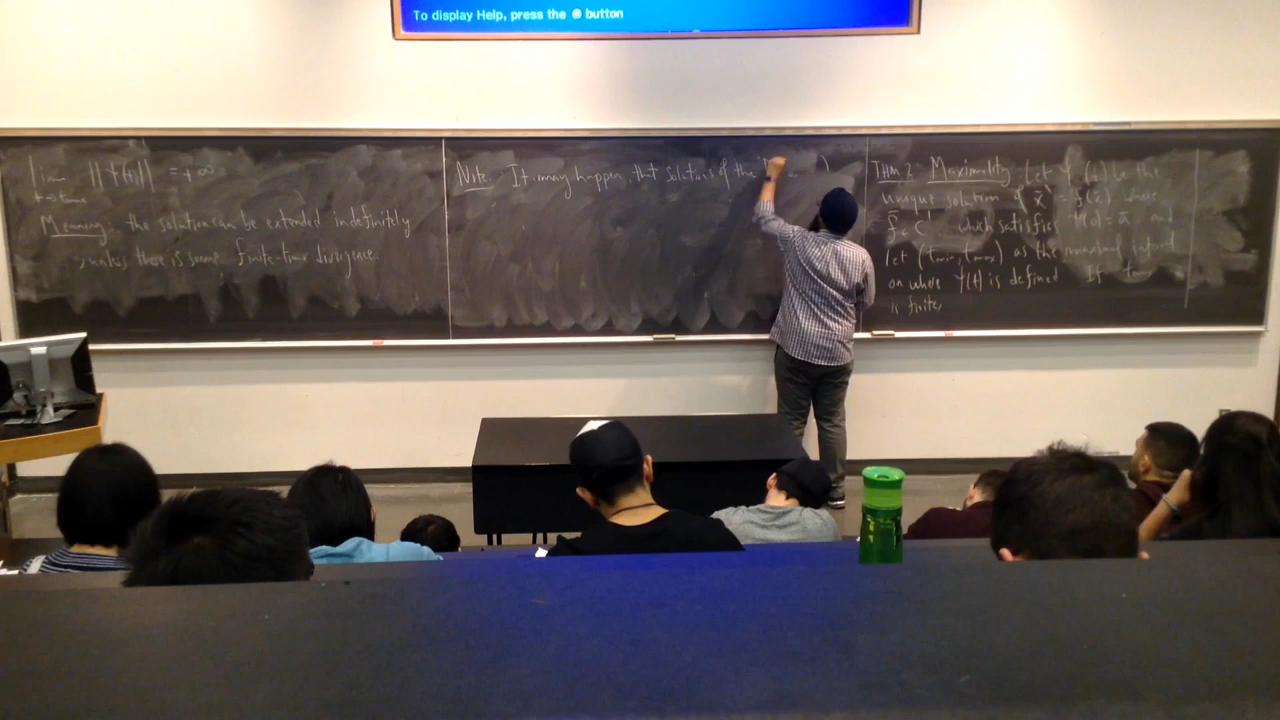 To display Help, press the button
lim ||Y(t)|| = +∞
t→tmax
Meaning: the solution can be extended indefinitely
unless there is some finite-time divergence.
Note: It may happen, that solutions of the
THM 2 Maximality Let Y(t) be the
unique solution of
C¹, which satisfies Y(0) = a and
let (tmin, tmax) as the maximal interval
on where Y(t) is defined If tmax
is finite,